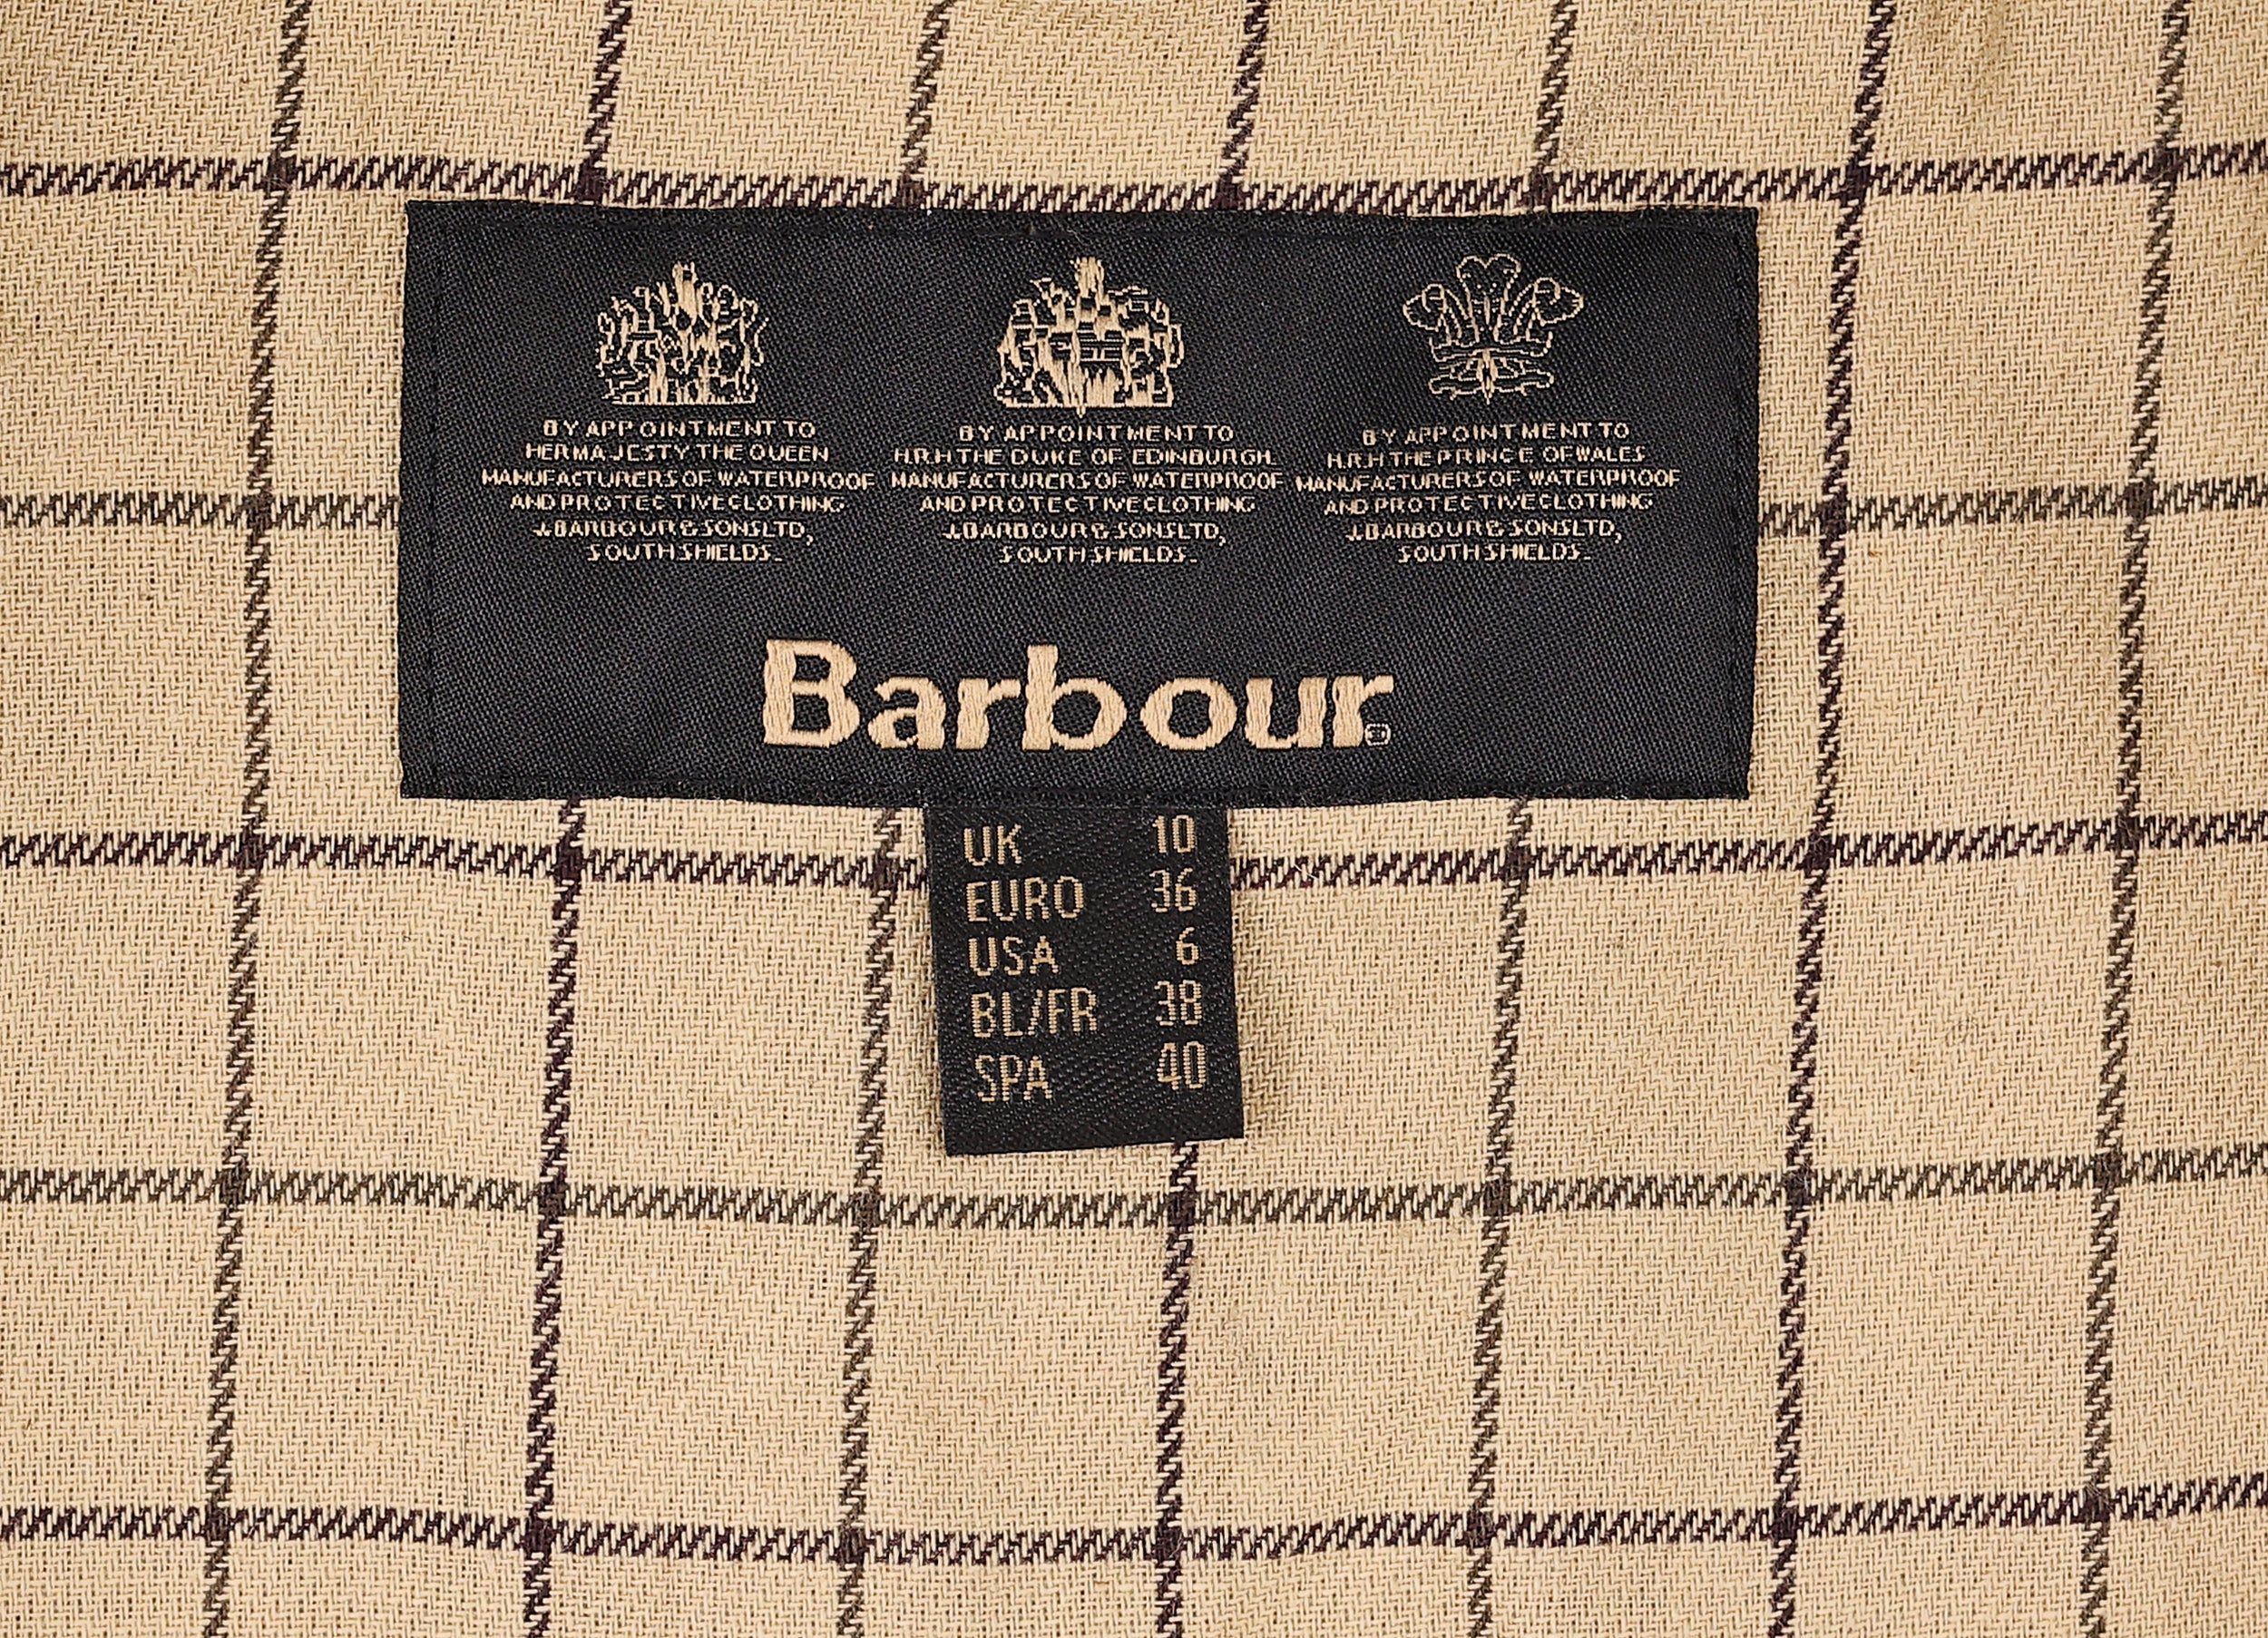 BY APPOINTMENT TO
HER MAJESTY THE QUEEN
MANUFACTURERS OF WATERPROOF
AND PROTECTIVE CLOTHING
J.BARBOUR & SONS LTD,
SOUTH SHIELDS.
BY APPOINTMENT TO
H.R.H THE DUKE OF EDINBURGH
MANUFACTURERS OF WATERPROOF
AND PROTECTIVE CLOTHING
J.BARBOUR & SONS LTD,
SOUTH SHIELDS.
BY APPOINTMENT TO
H.R.H THE PRINCE OF WALES
MANUFACTURERS OF WATERPROOF
AND PROTECTIVE CLOTHING
J.BARBOUR & SONS LTD,
SOUTH SHIELDS.
Barbour®
UK 10
EURO 36
USA 6
BL/FR 38
SPA 40